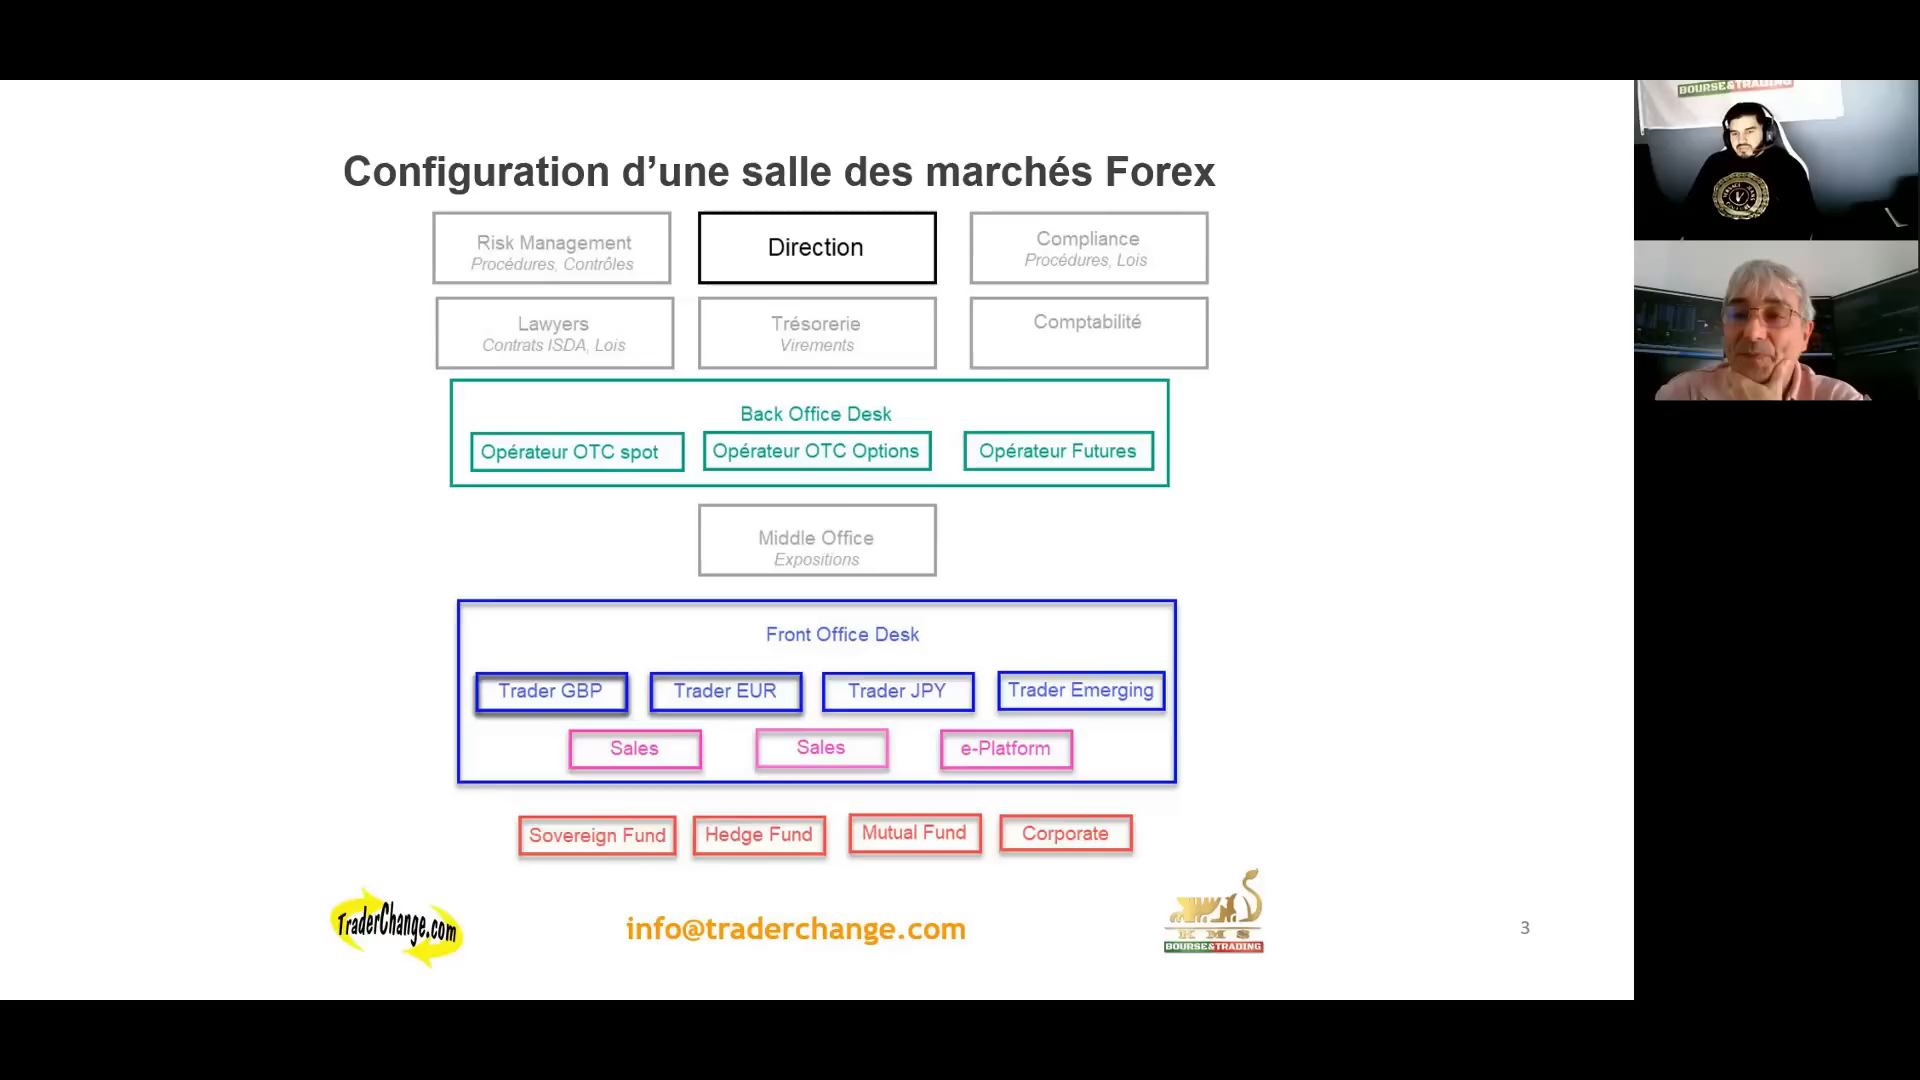 BOURSE&TRADING
Configuration d’une salle des marchés Forex
Risk Management
Procédures, Contrôles
Direction
Compliance
Procédures, Lois
Lawyers
Contrats ISDA, Lois
Trésorerie
Virements
Comptabilité
Back Office Desk
Opérateur OTC spot
Opérateur OTC Options
Opérateur Futures
Middle Office
Expositions
Front Office Desk
Trader GBP
Trader EUR
Trader JPY
Trader Emerging
Sales
Sales
e-Platform
Sovereign Fund
Hedge Fund
Mutual Fund
Corporate
TraderChange.com
info@traderchange.com
KMS
BOURSE&TRADING
3